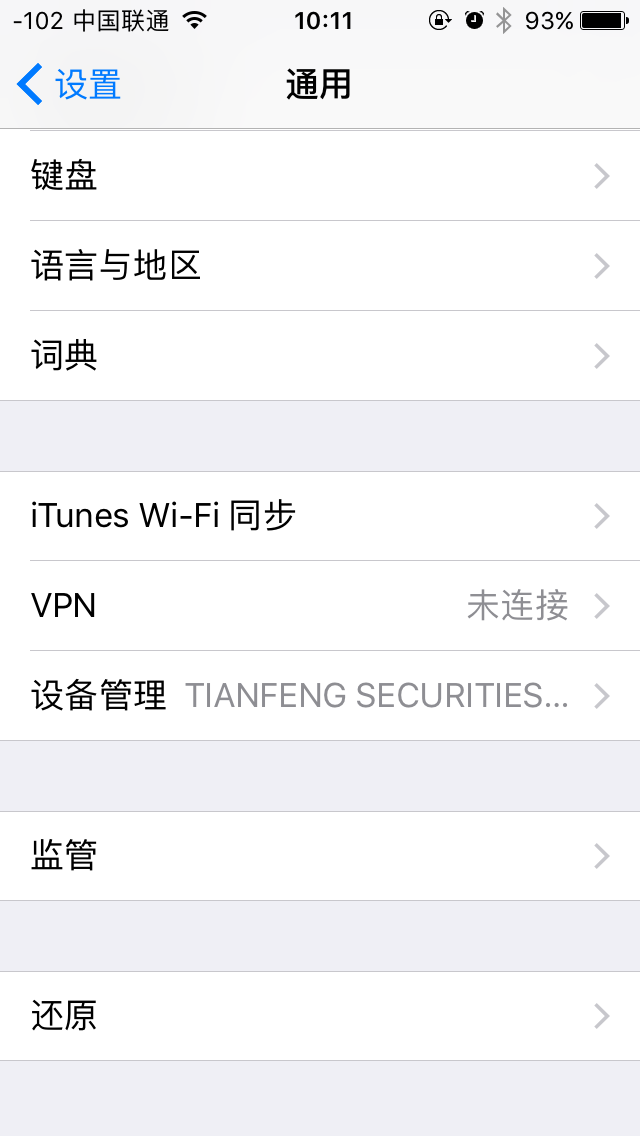 -102 中国联通 10:11 93%
设置 通用
键盘
语言与地区
词典
iTunes Wi-Fi 同步
VPN 未连接
设备管理 TIANFENG SECURITIES...
监管
还原